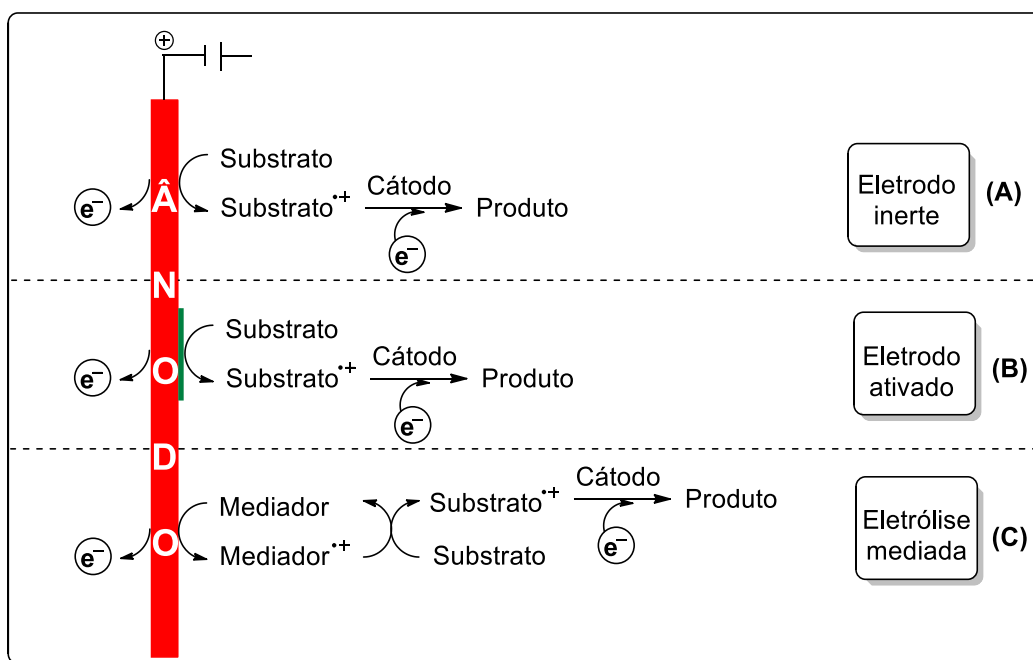 ⊕
Substrato
Substrato•+
Cátodo
Produto
e−
e−
Eletrodo
inerte
(A)
Substrato
Substrato•+
Cátodo
Produto
e−
e−
Eletrodo
ativado
(B)
Mediador
Mediador•+
Substrato•+
Substrato
Cátodo
Produto
e−
e−
Eletrólise
mediada
(C)
ÂNODO